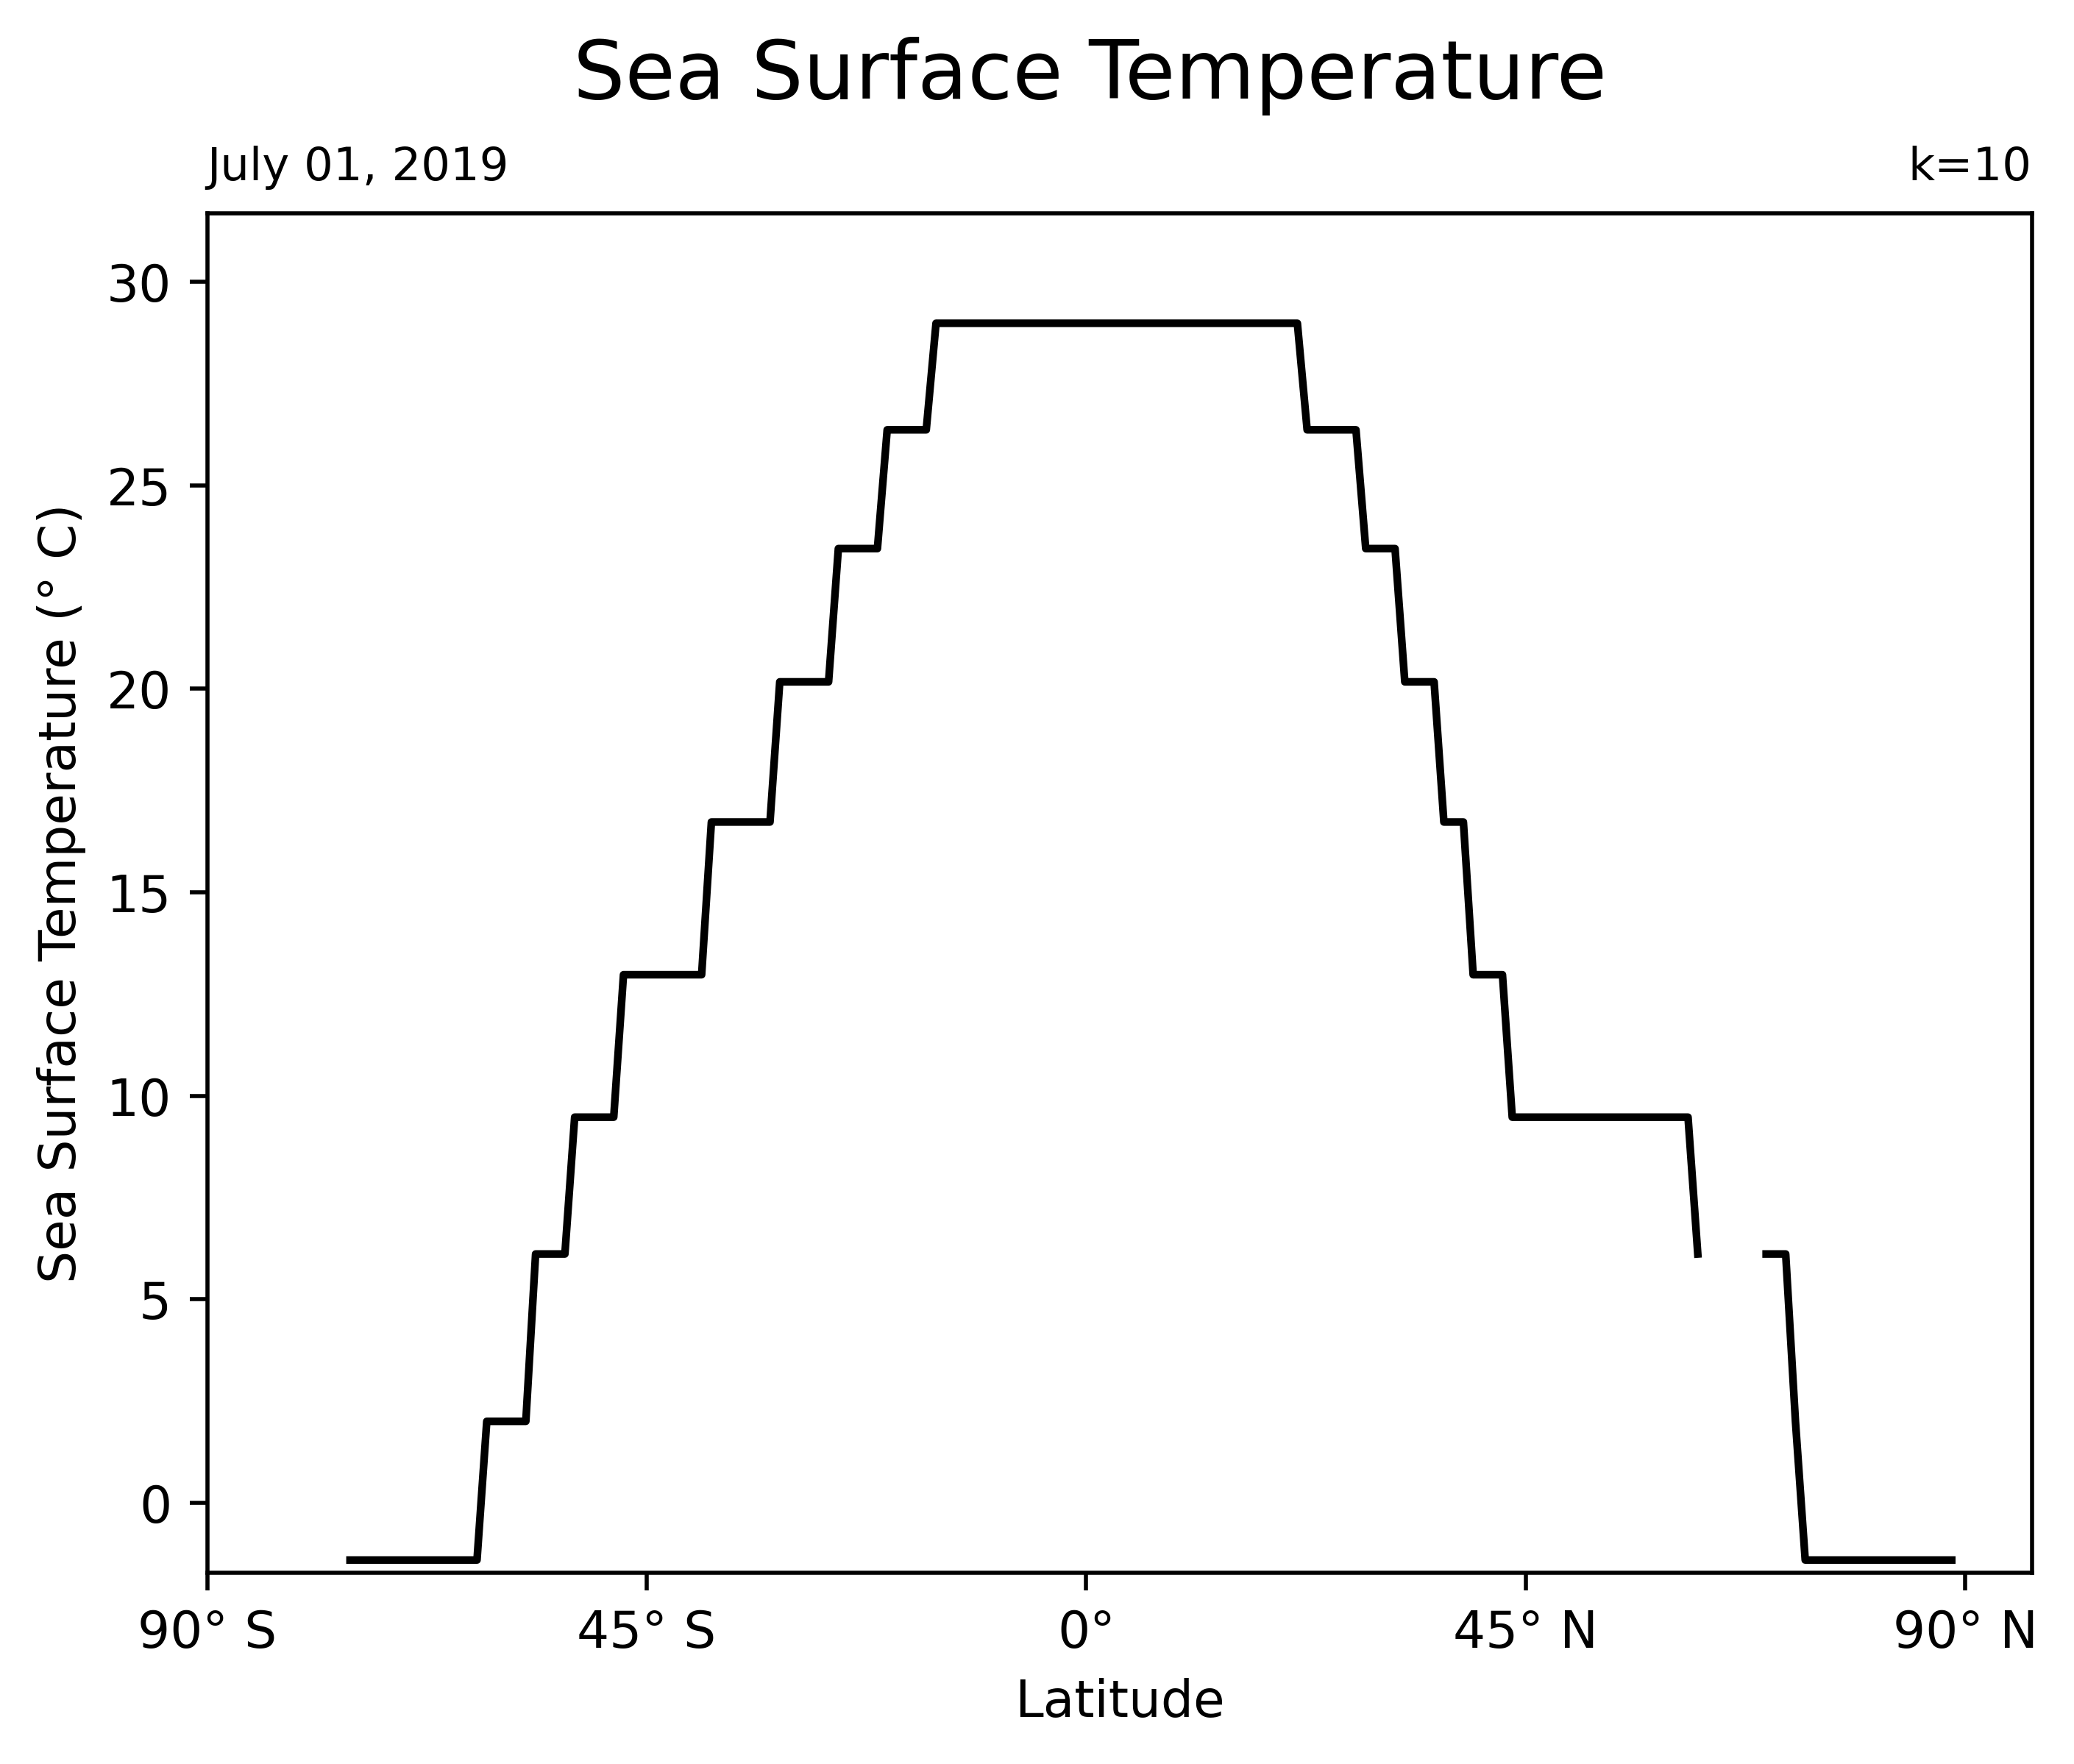 Sea Surface Temperature
July 01, 2019
k=10
30
25
20
15
10
5
0
Sea Surface Temperature (° C)
90° S
45° S
0°
45° N
90° N
Latitude